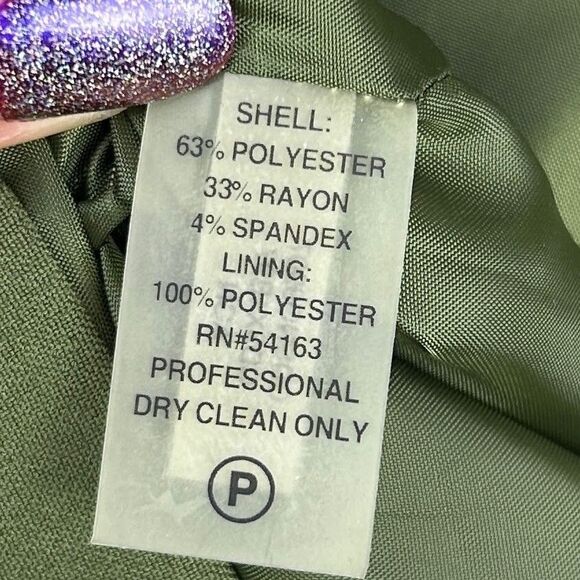 SHELL:
63% POLYESTER
33% RAYON
4% SPANDEX
LINING:
100% POLYESTER
RN#54163
PROFESSIONAL
DRY CLEAN ONLY
P